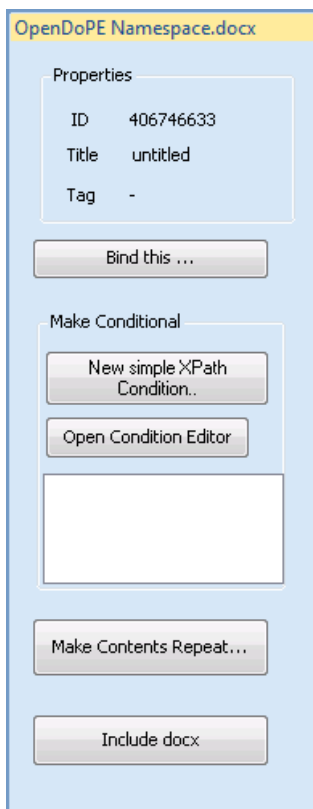 OpenDoPE Namespace.docx
Properties
ID 406746633
Title untitled
Tag -
Bind this ...
Make Conditional
New simple XPath
Condition..
Open Condition Editor
Make Contents Repeat...
Include docx